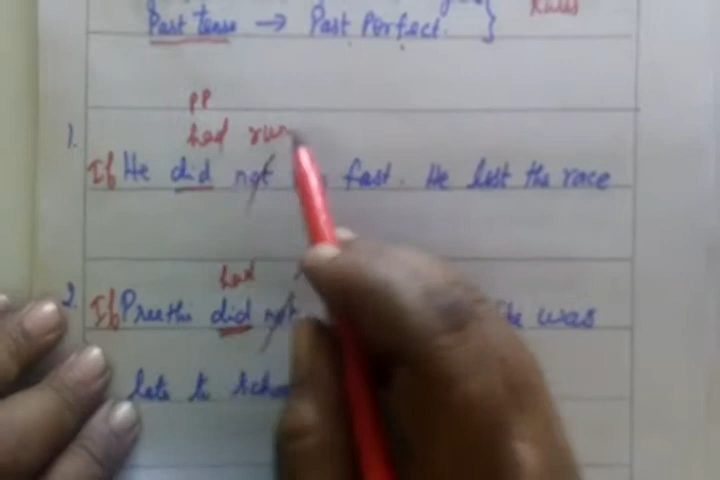 Rules
Past tense → Past Perfect. }
PP
had run
1. If He did not fast. He lost the race
had
2. If Preethi did not was
late to